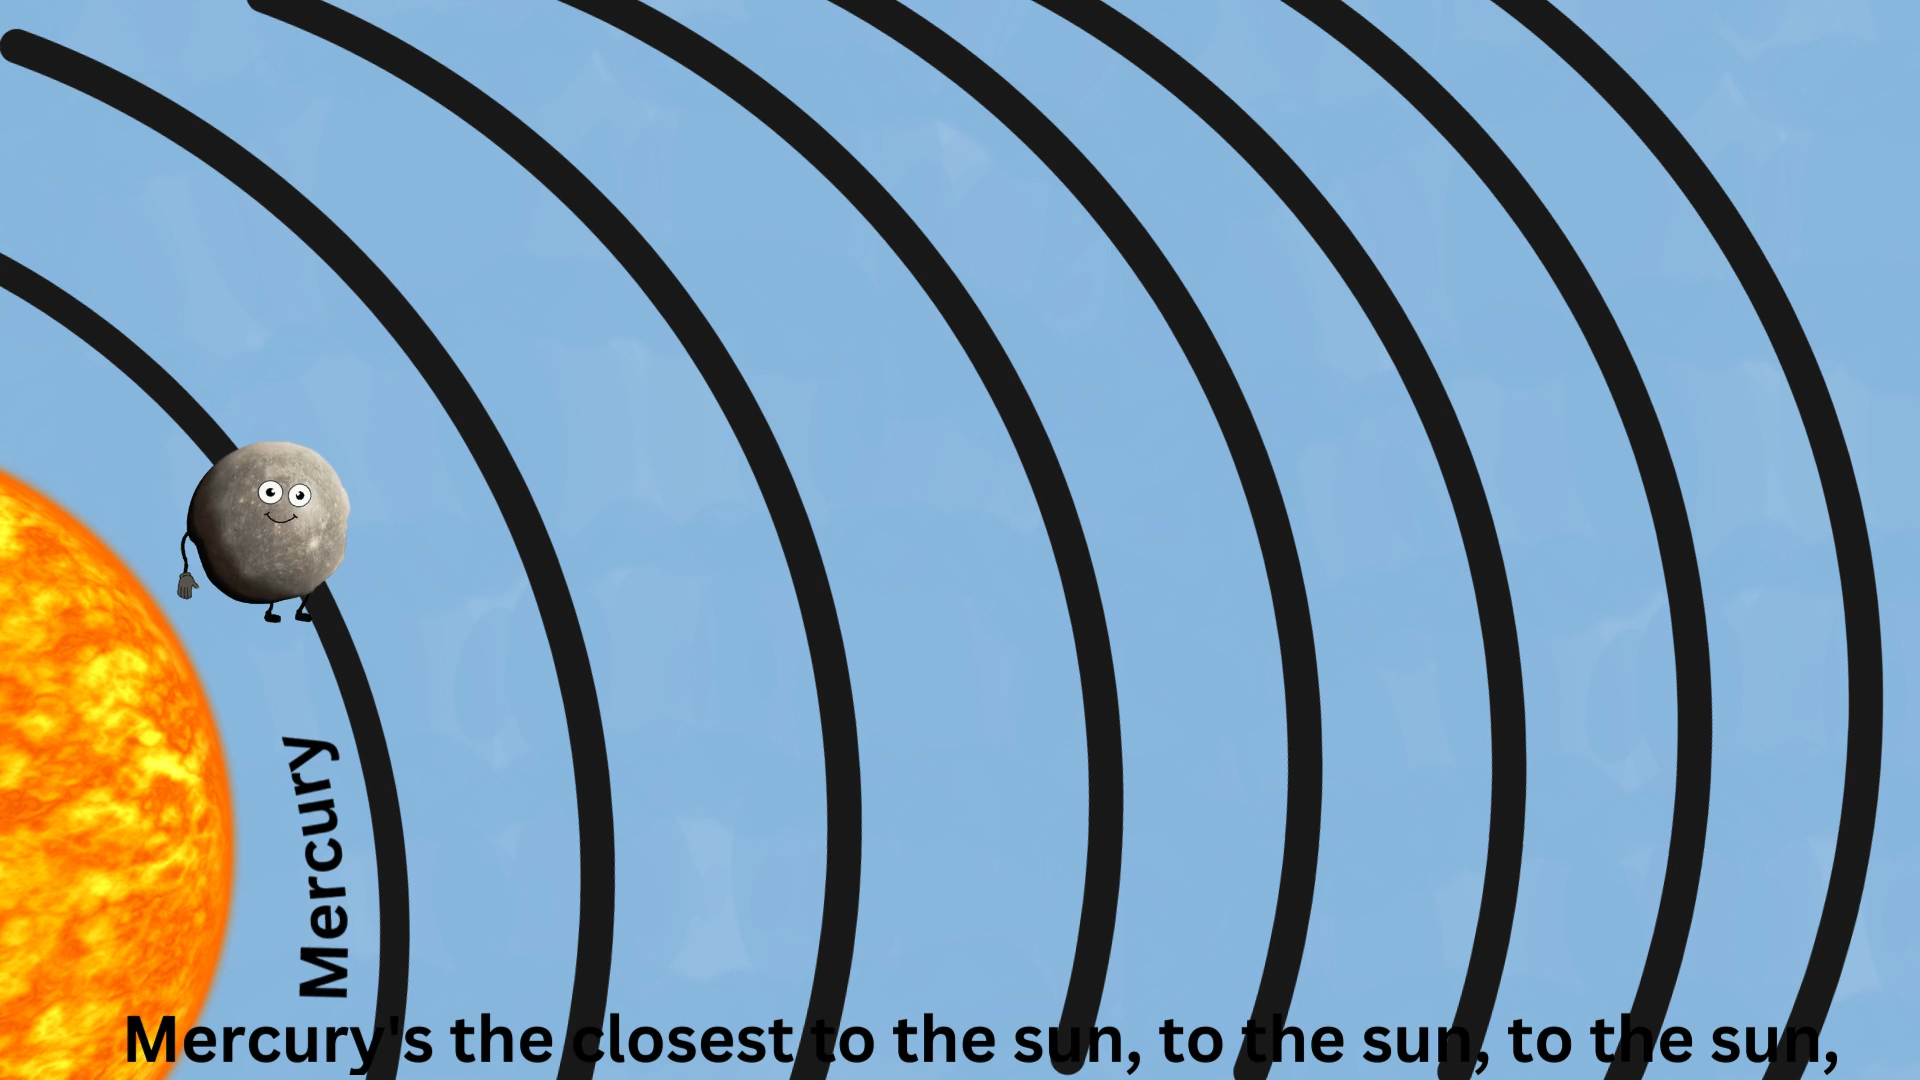 Mercury
Mercury's the closest to the sun, to the sun, to the sun,